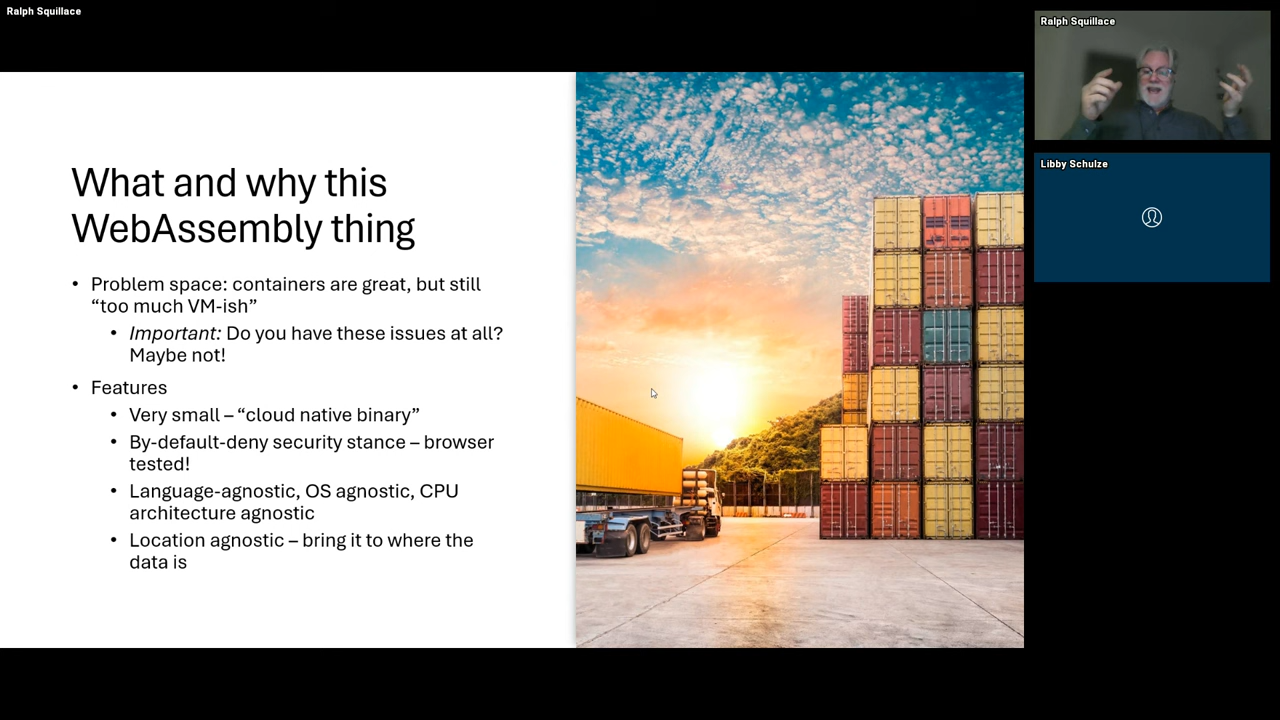 Ralph Squillace
What and why this
WebAssembly thing
• Problem space: containers are great, but still
“too much VM-ish”
• Important: Do you have these issues at all?
Maybe not!
• Features
• Very small – “cloud native binary”
• By-default-deny security stance – browser
tested!
• Language-agnostic, OS agnostic, CPU
architecture agnostic
• Location agnostic – bring it to where the
data is
Ralph Squillace
Libby Schulze